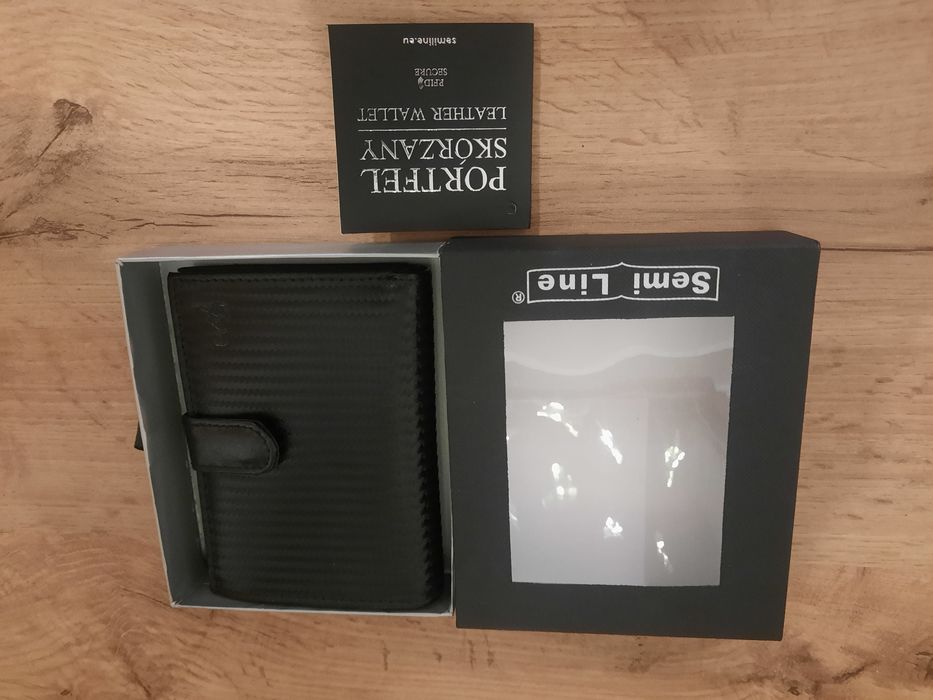 PORTFEL
SKÓRZANY
LEATHER WALLET
RFID
SECURE
semiline.eu
Semi Line®